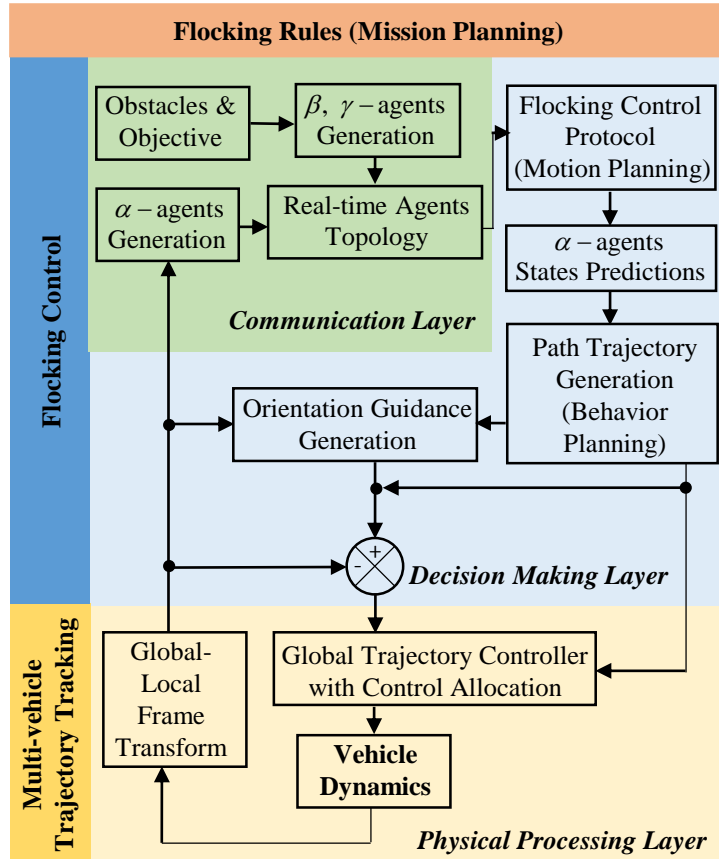 Flocking Rules (Mission Planning)
Flocking Control
Obstacles &
Objective
β, γ – agents
Generation
Flocking Control
Protocol
(Motion Planning)
α – agents
Generation
Real-time Agents
Topology
α – agents
States Predictions
Communication Layer
Path Trajectory
Generation
(Behavior
Planning)
Orientation Guidance
Generation
+
-
Decision Making Layer
Multi-vehicle
Trajectory Tracking
Global-
Local
Frame
Transform
Global Trajectory Controller
with Control Allocation
Vehicle
Dynamics
Physical Processing Layer